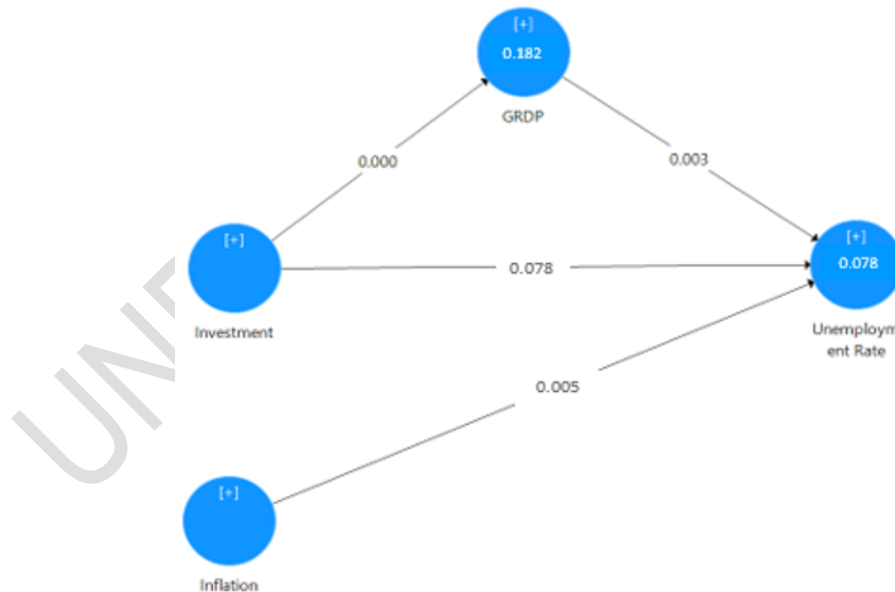 [+]
0.182
GRDP
0.000
0.003
[+]
[+]
0.078
0.078
Investment
Unemploym
ent Rate
0.005
[+]
Inflation